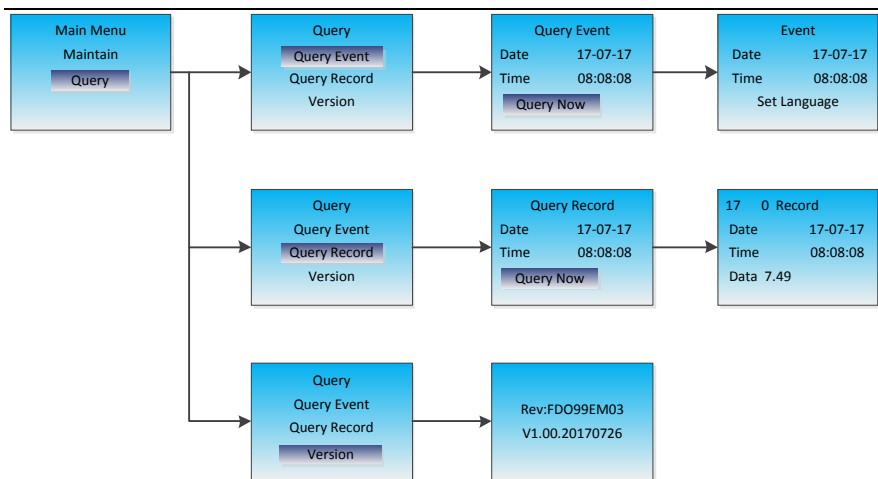 Main Menu
Maintain
Query
Query
Query Event
Query Record
Version
Query Event
Date 17-07-17
Time 08:08:08
Query Now
Event
Date 17-07-17
Time 08:08:08
Set Language
Query
Query Event
Query Record
Version
Query Record
Date 17-07-17
Time 08:08:08
Query Now
17 0 Record
Date 17-07-17
Time 08:08:08
Data 7.49
Query
Query Event
Query Record
Version
Rev:FDO99EM03
V1.00.20170726